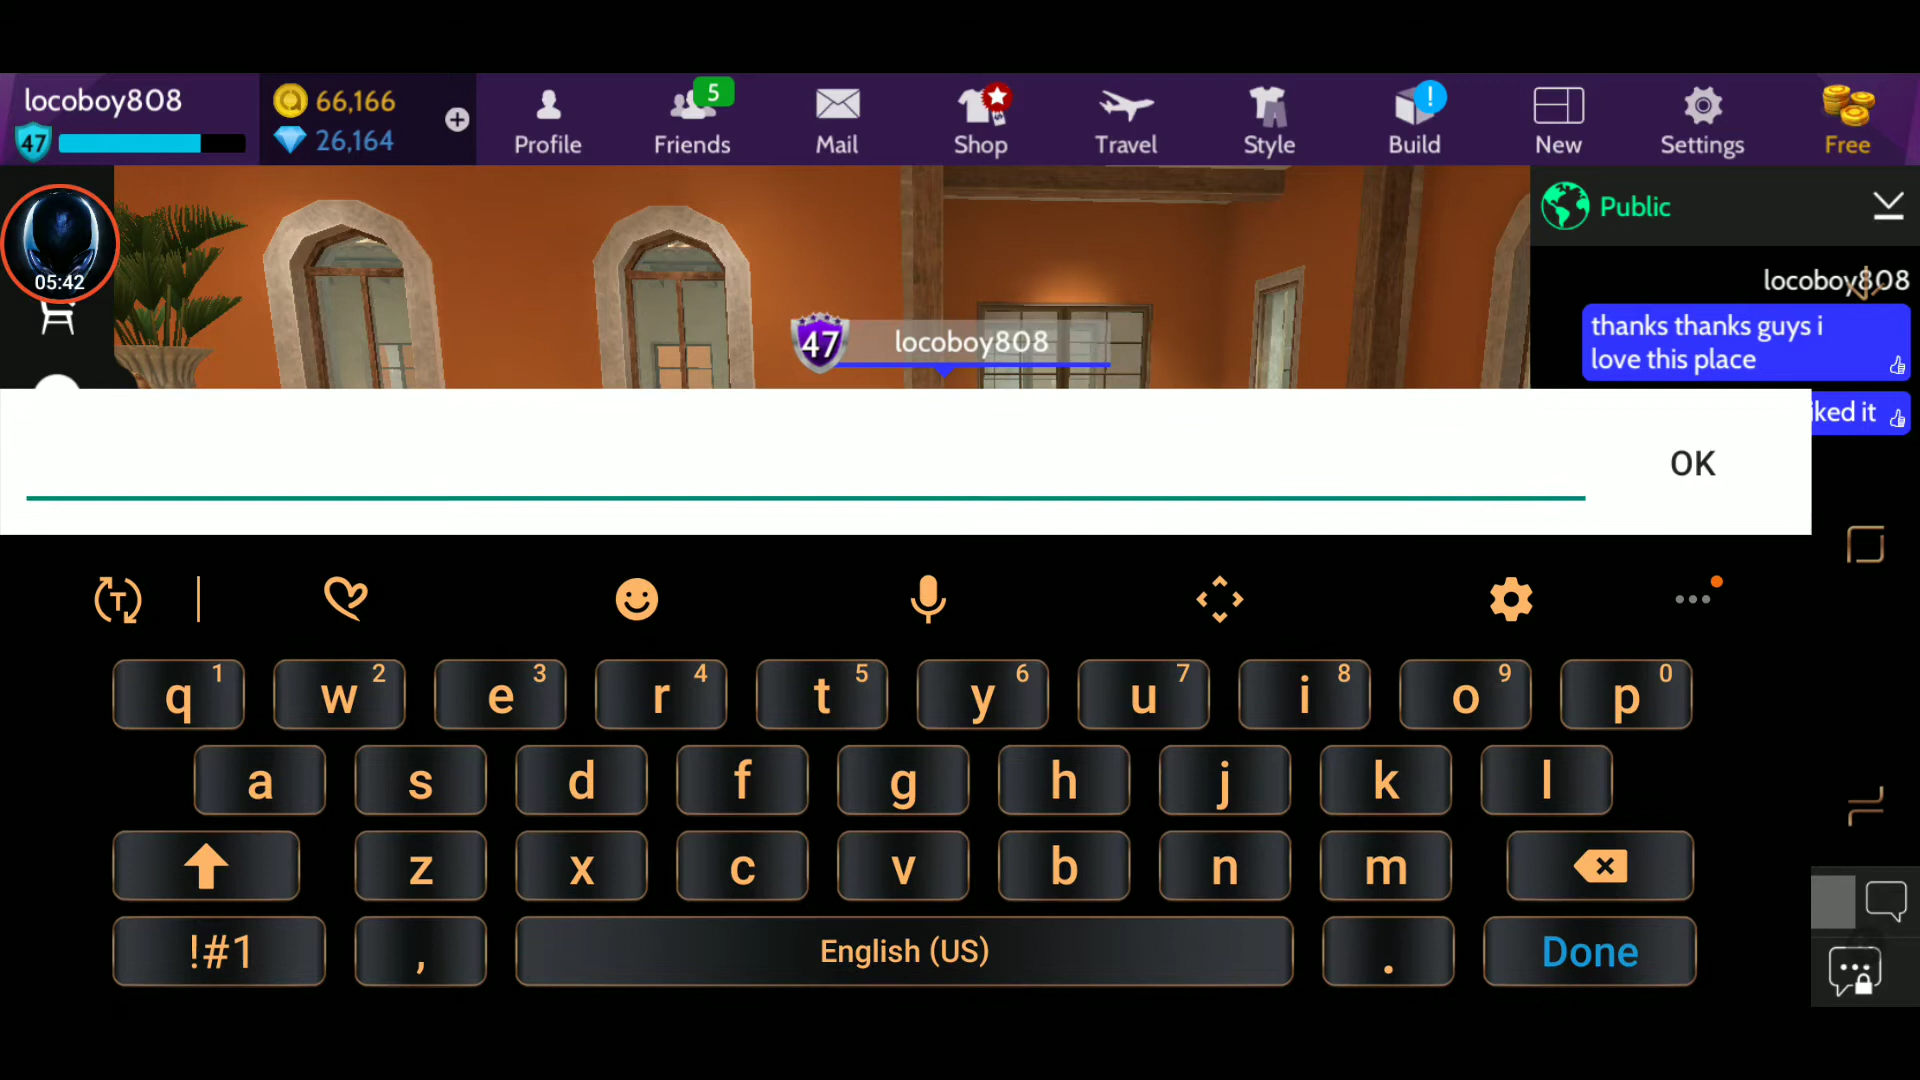 locoboy808
47
66,166
26,164
Profile
5
Friends
Mail
Shop
Travel
Style
!
Build
New
Settings
Free
05:42
47
locoboy808
Public
locoboy808
thanks thanks guys i
love this place
iked it
OK
T
q 1 w 2 e 3 r 4 t 5 y 6 u 7 i 8 o 9 p 0
a s d f g h j k l
z x c v b n m
!#1 , English (US) . Done